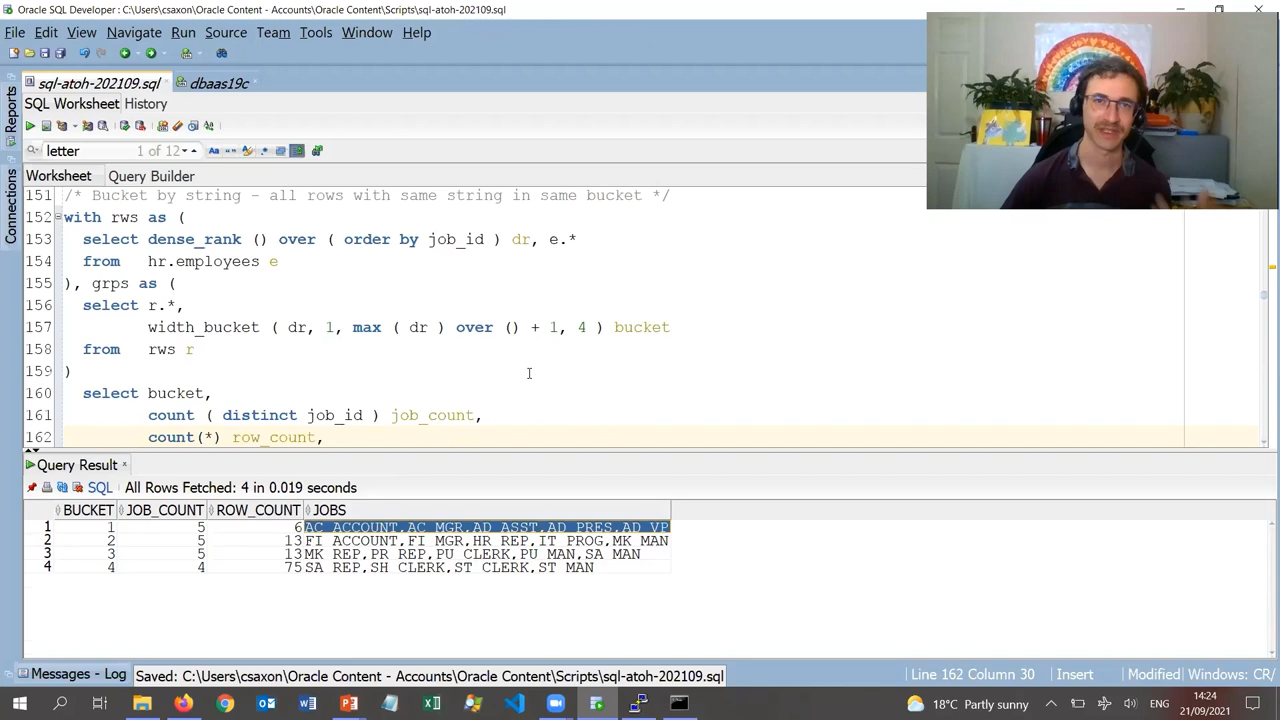 Oracle SQL Developer : C:\Users\csaxon\Oracle Content - Accounts\Oracle Content\Scripts\sql-atoh-202109.sql
File Edit View Navigate Run Source Team Tools Window Help
sql-atoh-202109.sql dbaas19c
SQL Worksheet History
letter 1 of 12
Worksheet Query Builder
Reports
Connections
151 /* Bucket by string - all rows with same string in same bucket */
152 with rws as (
153 select dense_rank () over ( order by job_id ) dr, e.*
154 from hr.employees e
155 ), grps as (
156 select r.*,
157 width_bucket ( dr, 1, max ( dr ) over () + 1, 4 ) bucket
158 from rws r
159 )
160 select bucket,
161 count ( distinct job_id ) job_count,
162 count(*) row_count,
Query Result
SQL All Rows Fetched: 4 in 0.019 seconds
BUCKET JOB_COUNT ROW_COUNT JOBS
1 1 5 6 AC_ACCOUNT,AC_MGR,AD_ASST,AD_PRES,AD_VP
2 2 5 13 FI_ACCOUNT,FI_MGR,HR_REP,IT_PROG,MK_MAN
3 3 5 13 MK_REP,PR_REP,PU_CLERK,PU_MAN,SA_MAN
4 4 4 75 SA_REP,SH_CLERK,ST_CLERK,ST_MAN
Messages - Log Saved: C:\Users\csaxon\Oracle Content - Accounts\Oracle Content\Scripts\sql-atoh-202109.sql Line 162 Column 30 Insert Modified Windows: CR/
18°C Partly sunny ENG 14:24
21/09/2021